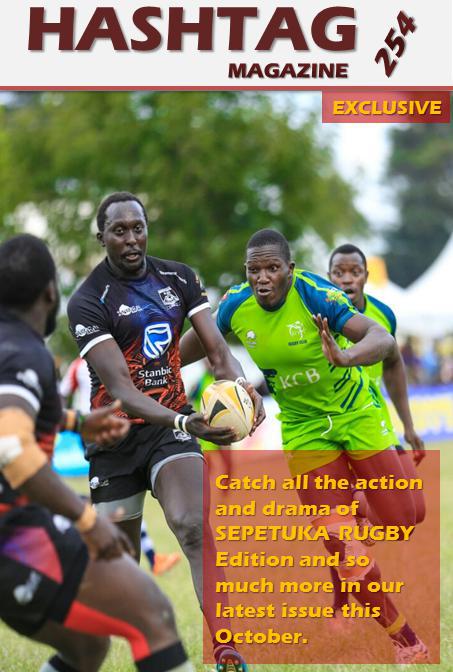 HASHTAG
254
MAGAZINE
EXCLUSIVE
Stanbic
Bank
KCB
Catch all the action
and drama of
SEPETUKA RUGBY
Edition and so
much more in our
latest issue this
October.